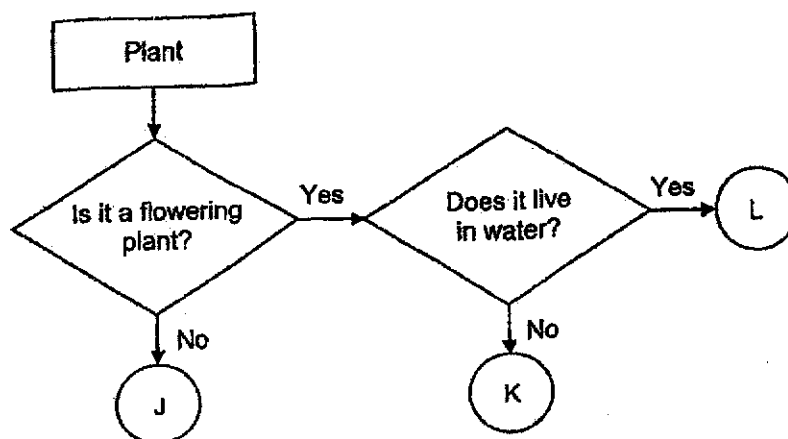 Plant
Is it a flowering
plant?
Yes
Does it live
in water?
Yes
L
No
J
No
K